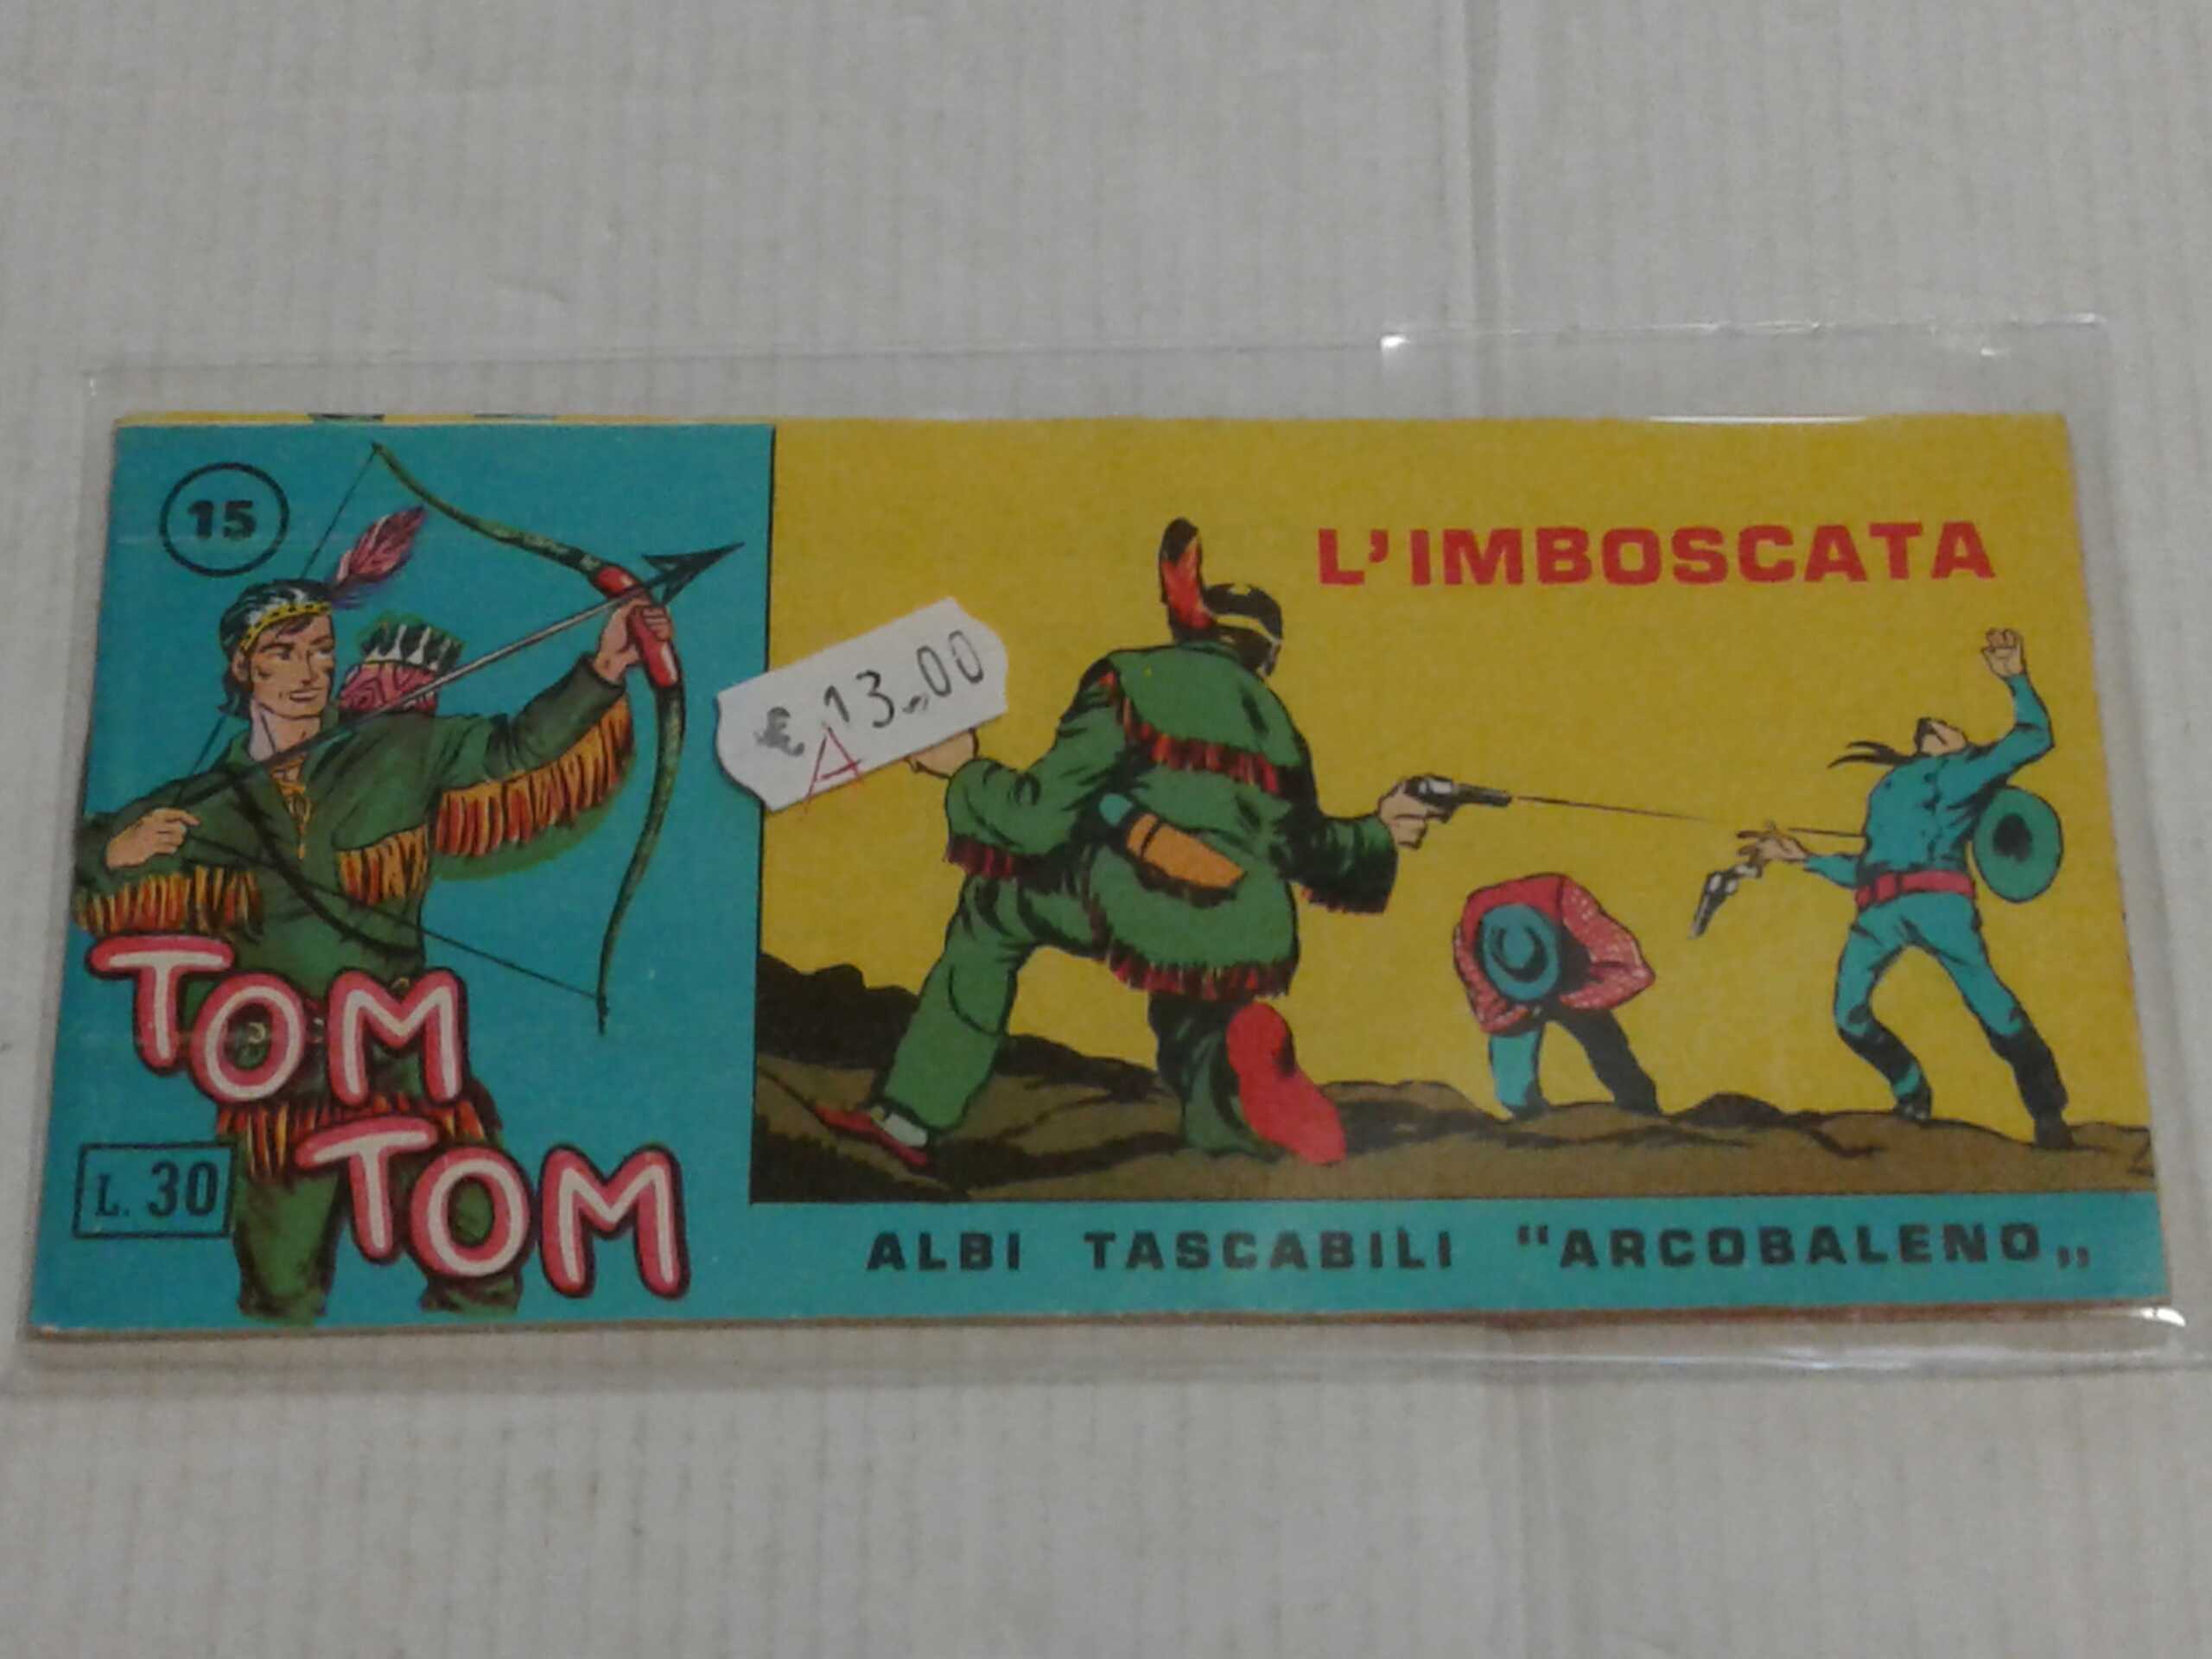 15
L'IMBOSCATA
€ 13.00
A
TOM
TOM
L. 30
ALBI TASCABILI "ARCOBALENO„